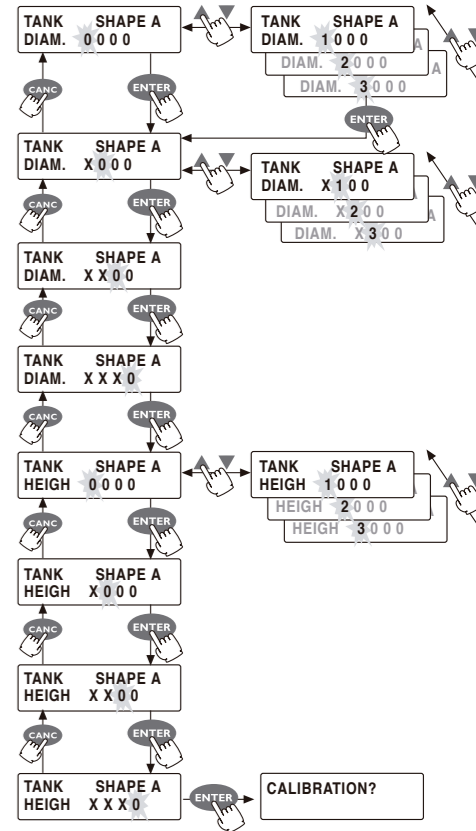 TANK SHAPE A
DIAM. 0000
TANK SHAPE A
DIAM. 1000
A
DIAM. 2000
A
DIAM. 3000
CANC
ENTER
ENTER
TANK SHAPE A
DIAM. X000
TANK SHAPE A
DIAM. X100
A
DIAM. X200
A
DIAM. X300
CANC
ENTER
TANK SHAPE A
DIAM. XX00
CANC
ENTER
TANK SHAPE A
DIAM. XXX0
CANC
ENTER
TANK SHAPE A
HEIGH 0000
TANK SHAPE A
HEIGH 1000
HEIGH 2000
HEIGH 3000
CANC
ENTER
TANK SHAPE A
HEIGH X000
CANC
ENTER
TANK SHAPE A
HEIGH XX00
CANC
ENTER
TANK SHAPE A
HEIGH XXX0
ENTER
CALIBRATION?